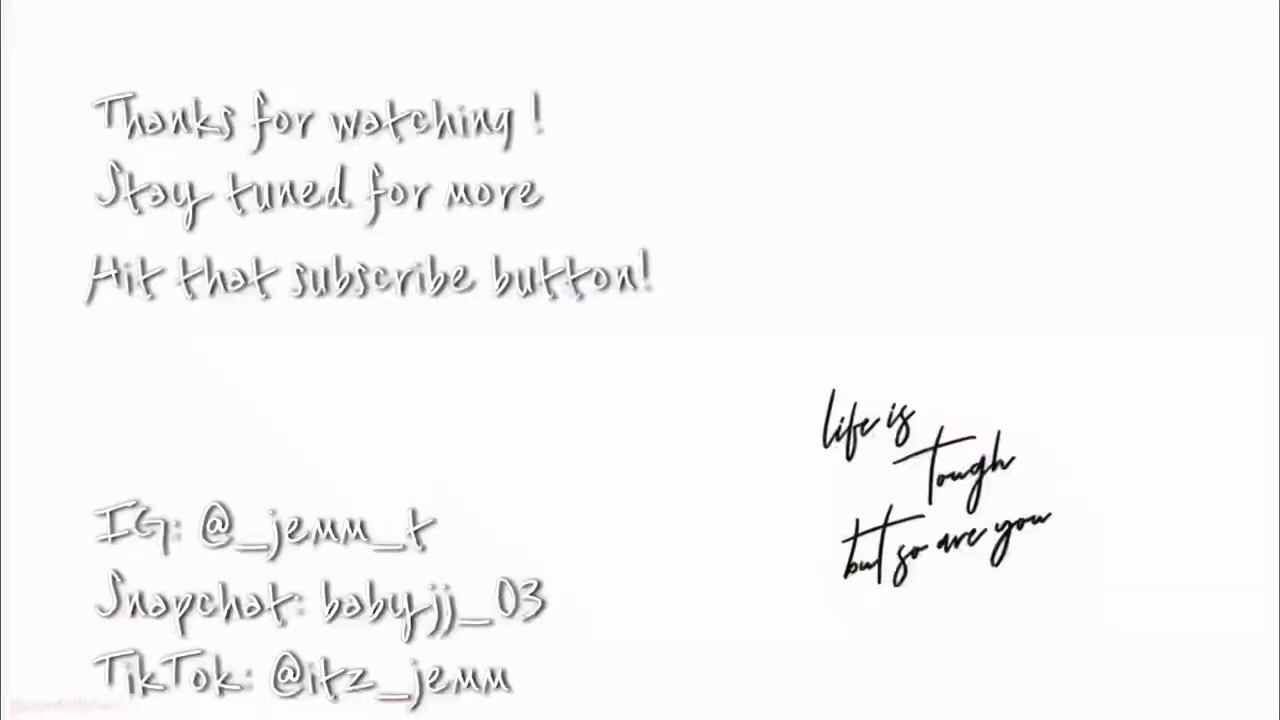 Thanks for watching !
Stay tuned for more
Hit that subscribe button!
life is
Tough
but so are you
IG: @_jemm_t
Snapchat: babyjj_03
TikTok: @itz_jemm